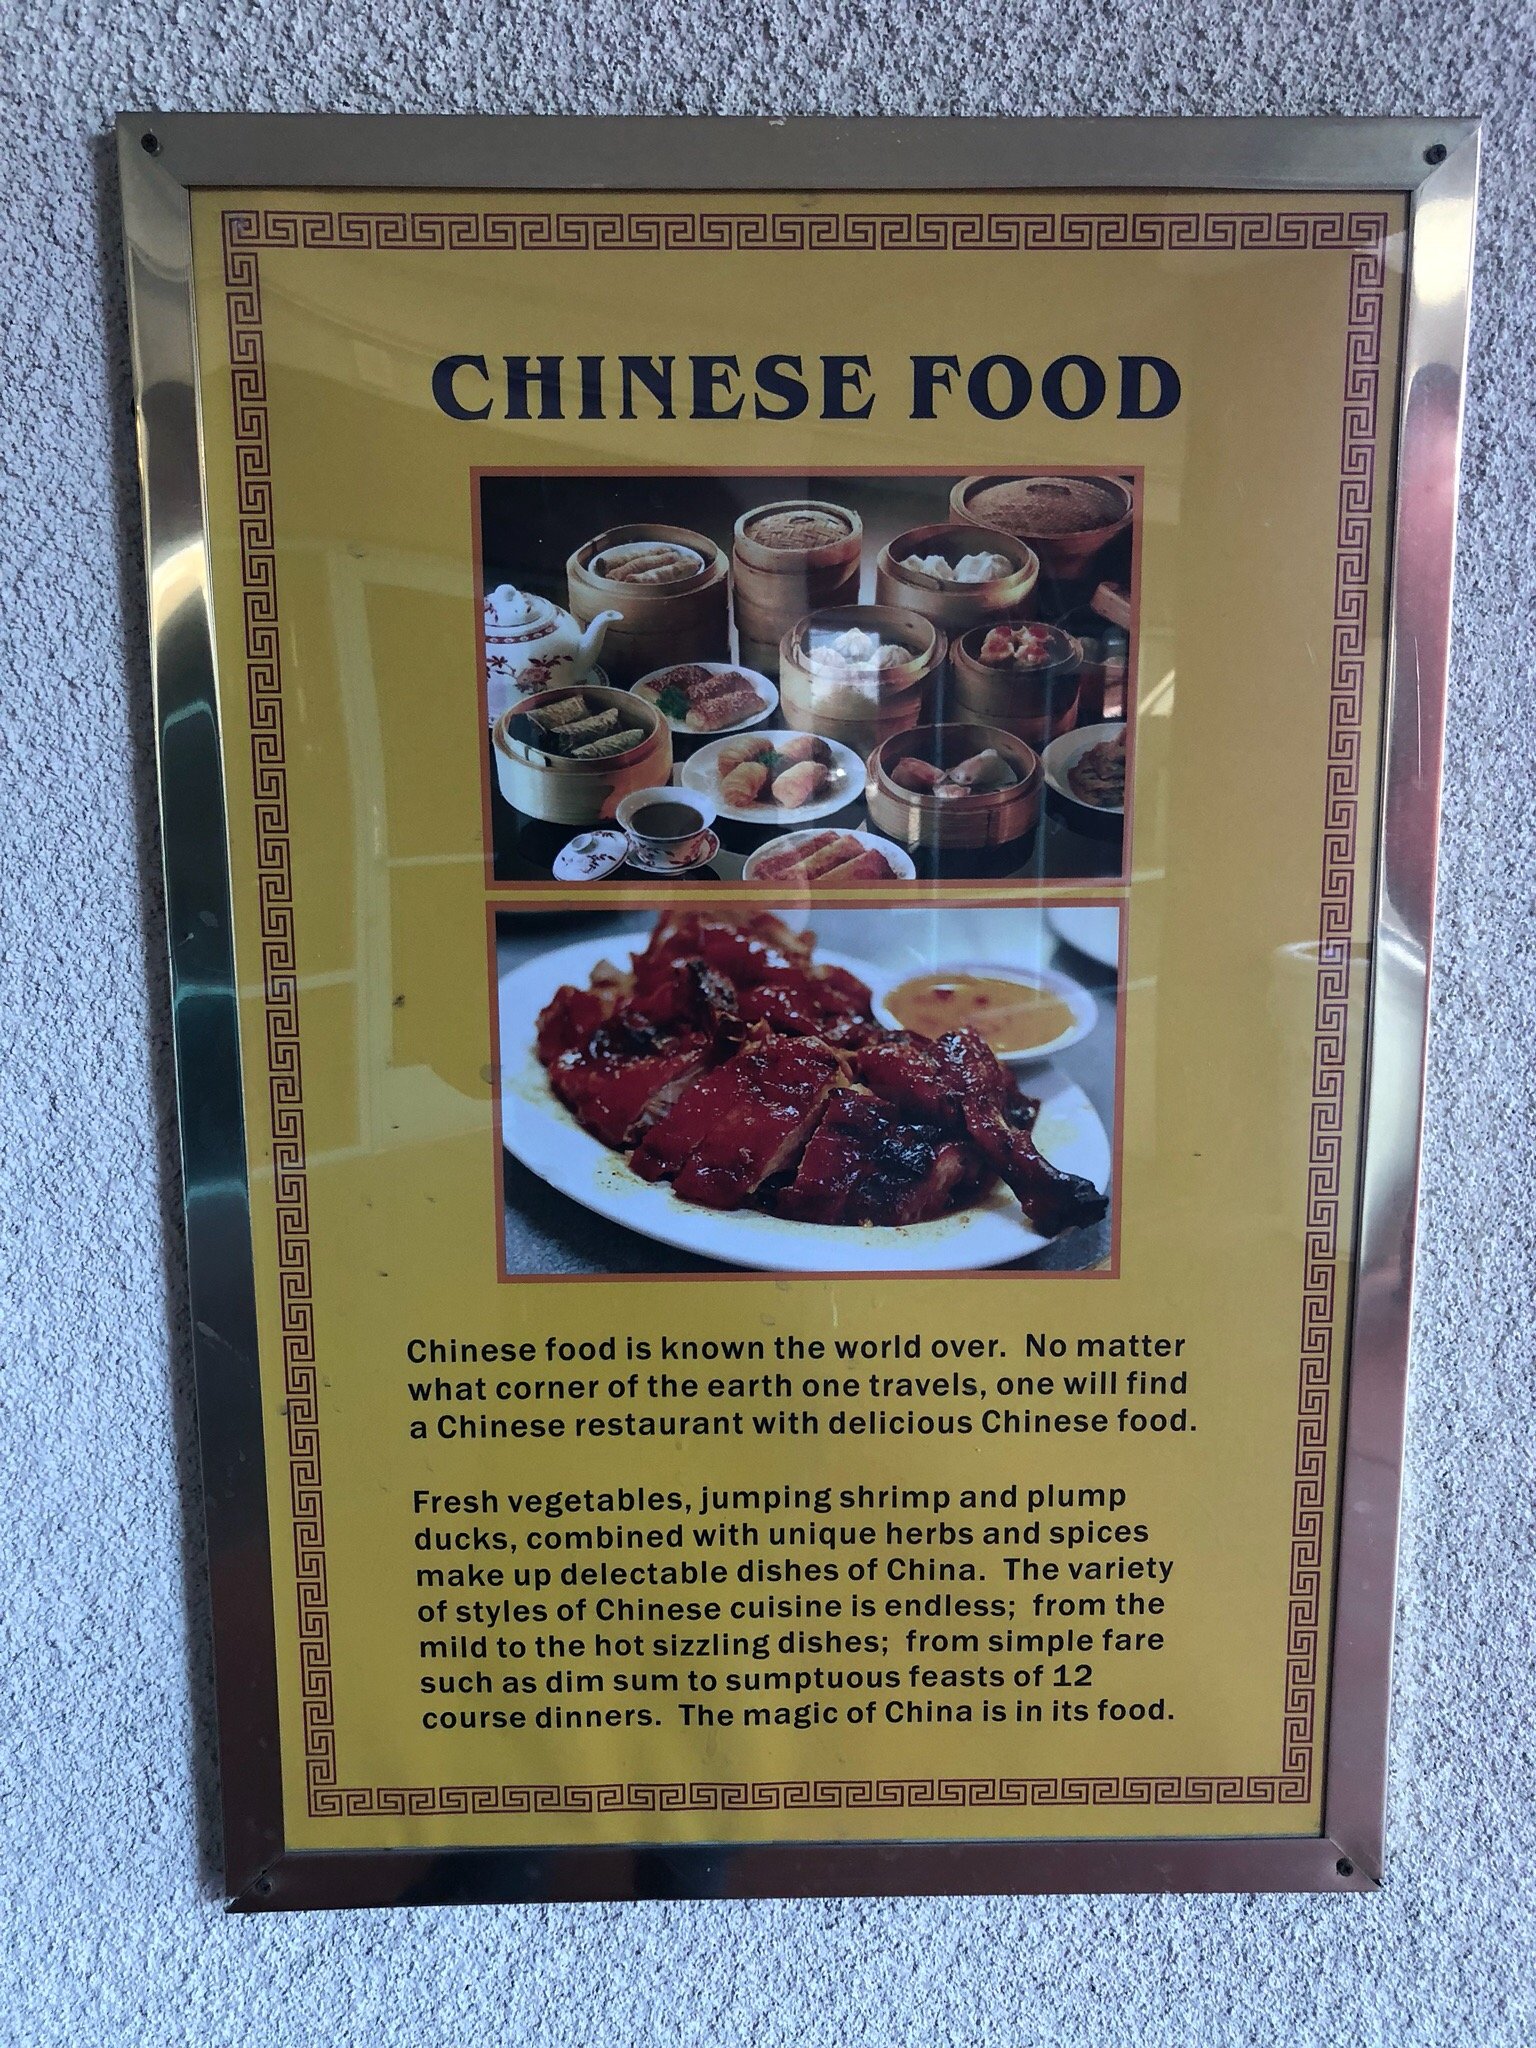 CHINESE FOOD
Chinese food is known the world over. No matter
what corner of the earth one travels, one will find
a Chinese restaurant with delicious Chinese food.
Fresh vegetables, jumping shrimp and plump
ducks, combined with unique herbs and spices
make up delectable dishes of China. The variety
of styles of Chinese cuisine is endless; from the
mild to the hot sizzling dishes; from simple fare
such as dim sum to sumptuous feasts of 12
course dinners. The magic of China is in its food.